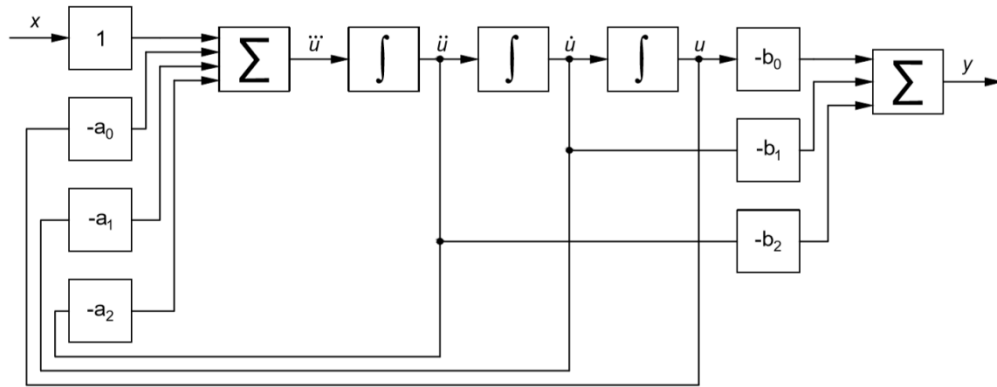 x
1
∑
u⃛
∫
ü
∫
u̇
∫
u
-b₀
∑
y
-a₀
-b₁
-a₁
-b₂
-a₂